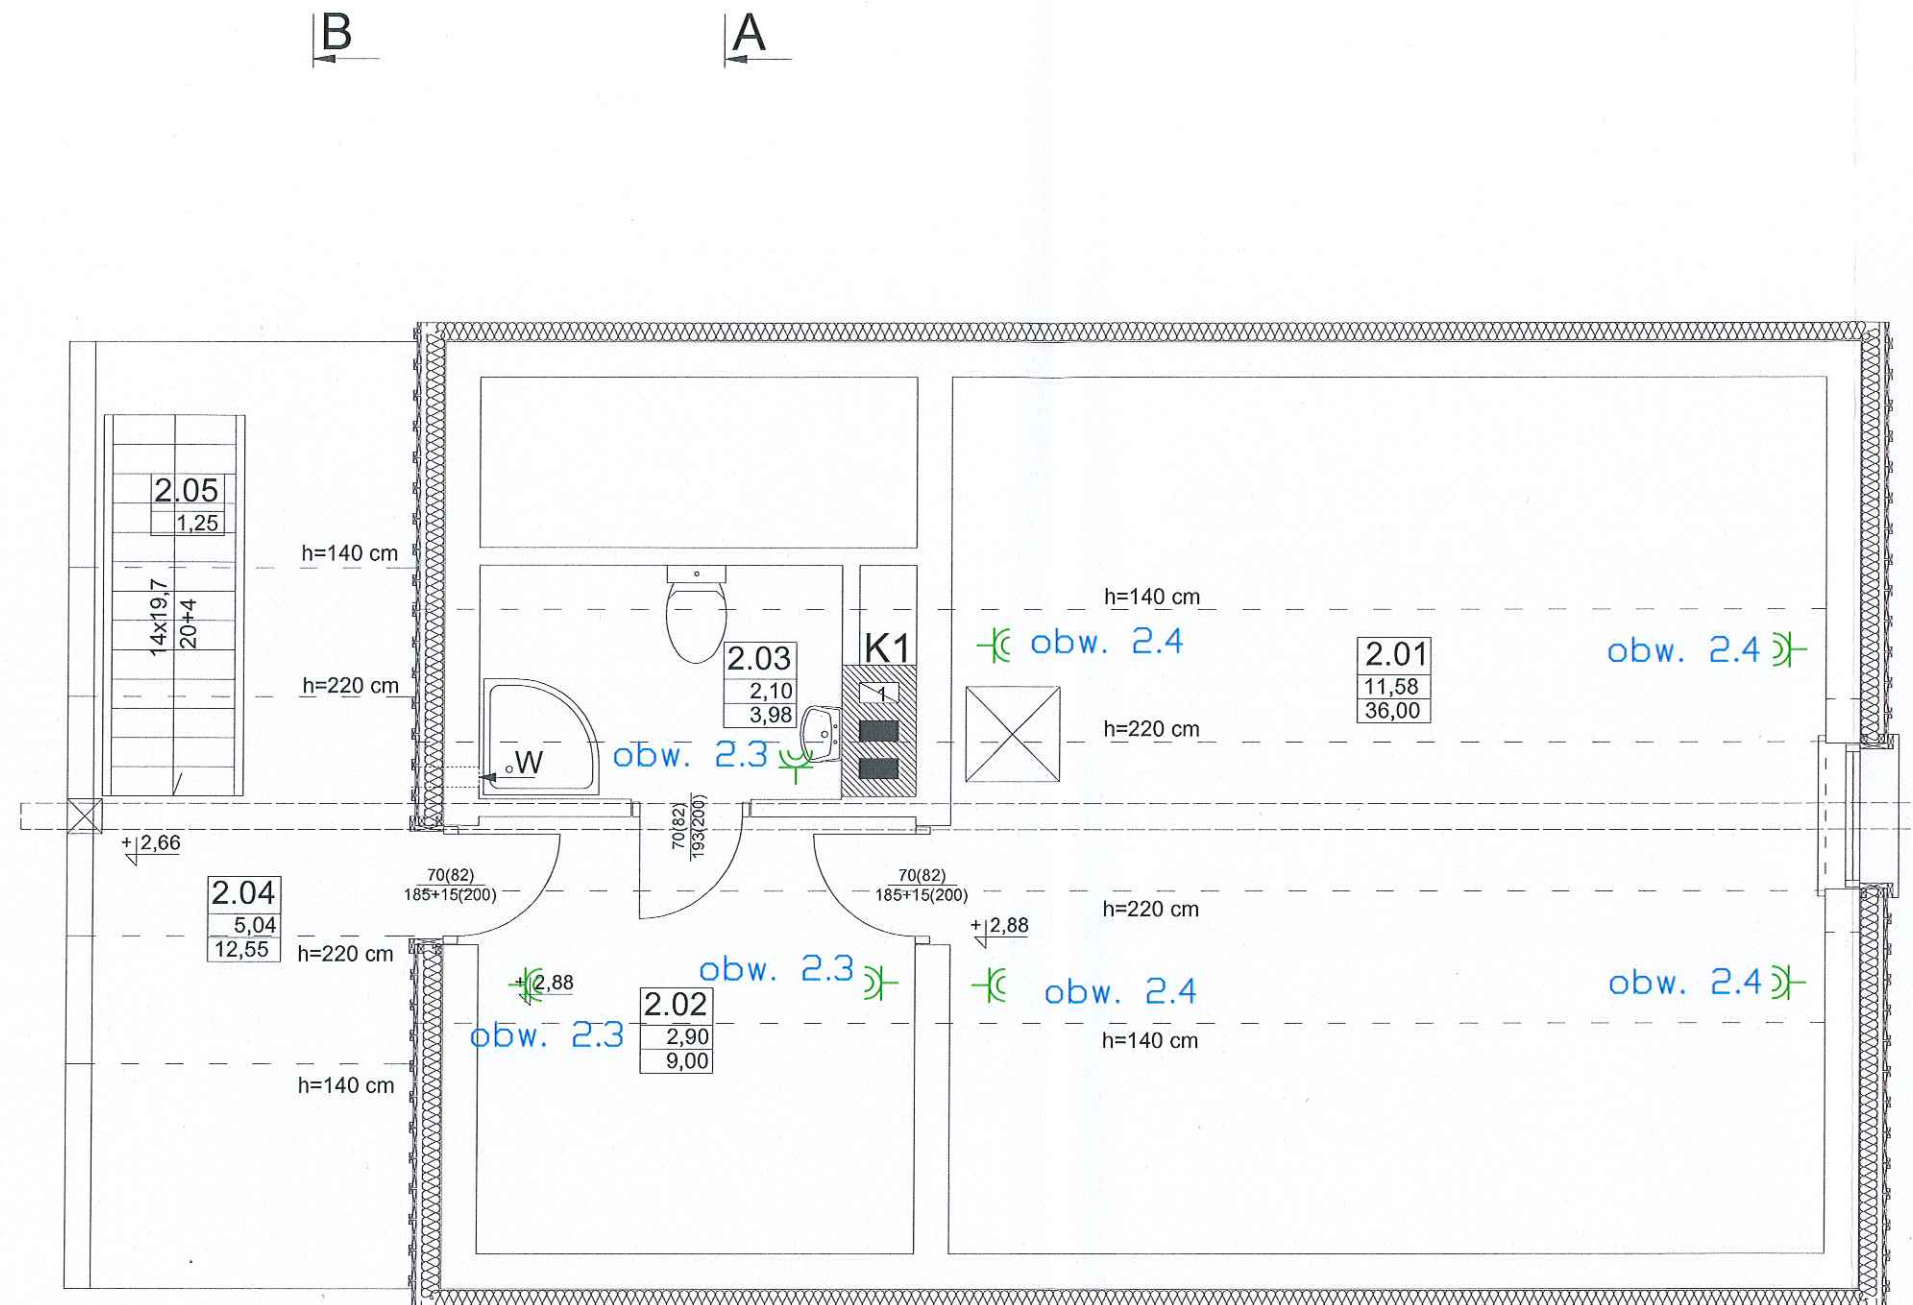 B
A
2.05
1,25
14x19,7
20+4
h=140 cm
h=220 cm
2.03
2,10
3,98
K1
1
W
obw. 2.3
h=140 cm
obw. 2.4
2.01
11,58
36,00
obw. 2.4
h=220 cm
70(82)
193(200)
+2,66
2.04
5,04
12,55
70(82)
185+15(200)
70(82)
185+15(200)
h=220 cm
+2,88
h=220 cm
obw. 2.3
+2,88
2.02
2,90
9,00
obw. 2.3
obw. 2.4
obw. 2.4
h=140 cm
h=140 cm